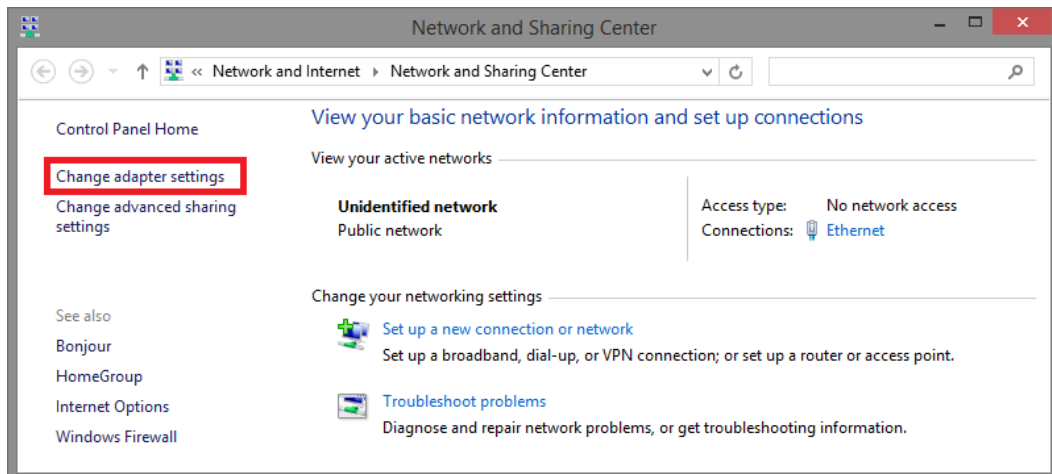 Network and Sharing Center
« Network and Internet Network and Sharing Center
Control Panel Home
Change adapter settings
Change advanced sharing
settings
See also
Bonjour
HomeGroup
Internet Options
Windows Firewall
View your basic network information and set up connections
View your active networks
Unidentified network
Public network
Access type: No network access
Connections: Ethernet
Change your networking settings
Set up a new connection or network
Set up a broadband, dial-up, or VPN connection; or set up a router or access point.
Troubleshoot problems
Diagnose and repair network problems, or get troubleshooting information.